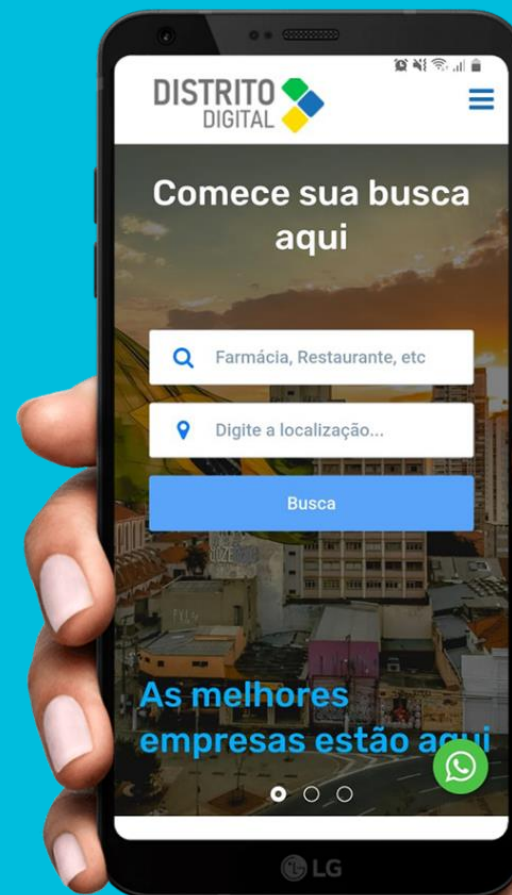 DISTRITO
DIGITAL
Comece sua busca
aqui
Farmácia, Restaurante, etc
Digite a localização...
Busca
As melhores
empresas estão aqui
LG